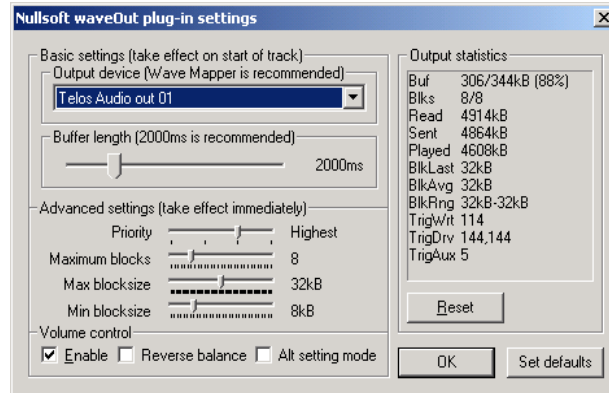 Nullsoft waveOut plug-in settings
Basic settings (take effect on start of track)
Output device (Wave Mapper is recommended)
Telos Audio out 01
Buffer length (2000ms is recommended)
2000ms
Advanced settings (take effect immediately)
Priority Highest
Maximum blocks 8
Max blocksize 32kB
Min blocksize 8kB
Volume control
Enable Reverse balance Alt setting mode
Output statistics
Buf 306/344kB (88%)
Blks 8/8
Read 4914kB
Sent 4864kB
Played 4608kB
BlkLast 32kB
BlkAvg 32kB
BlkRng 32kB-32kB
TrigWrt 114
TrigDrv 144,144
TrigAux 5
Reset
OK Set defaults